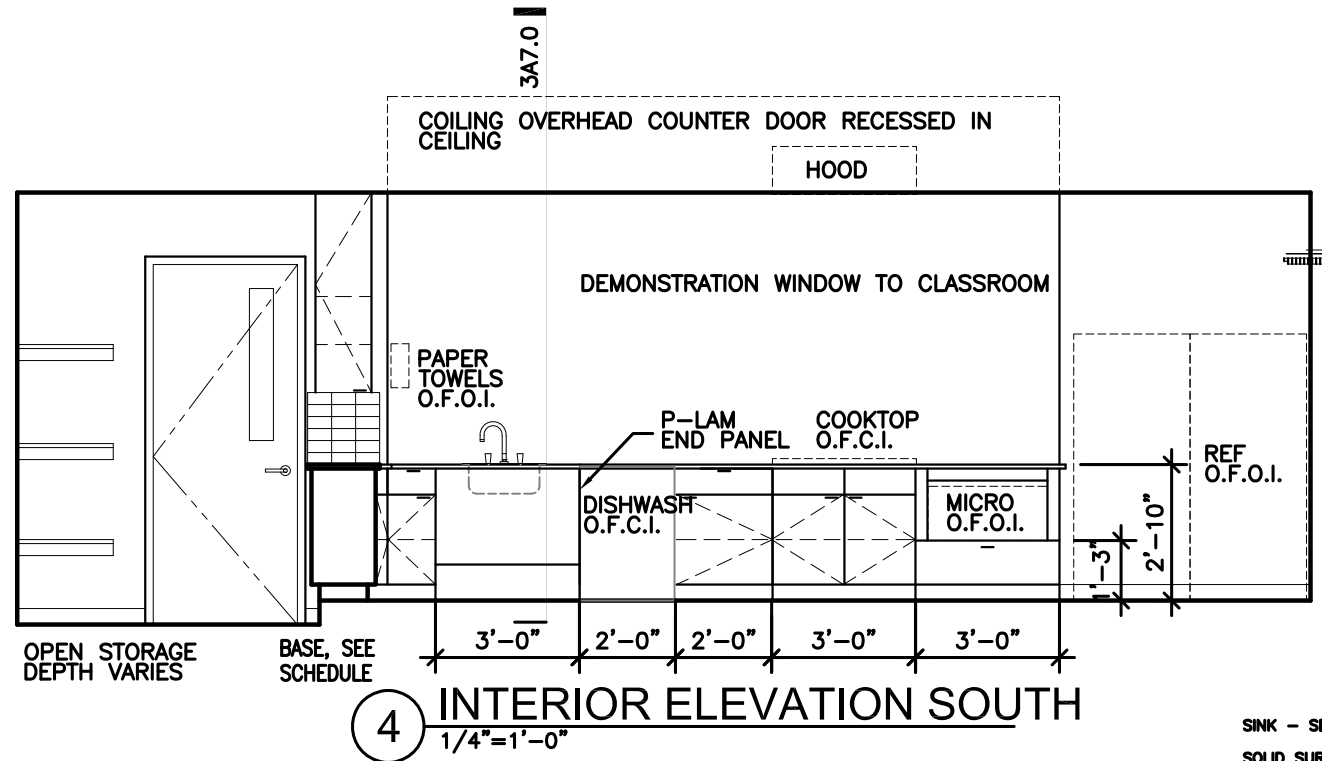 3A7.0
COILING OVERHEAD COUNTER DOOR RECESSED IN
CEILING
HOOD
DEMONSTRATION WINDOW TO CLASSROOM
PAPER
TOWELS
O.F.O.I.
P-LAM
END PANEL
COOKTOP
O.F.C.I.
REF
O.F.O.I.
DISHWASH
O.F.C.I.
MICRO
O.F.O.I.
1'-3"
2'-10"
3'-0"
2'-0"
2'-0"
3'-0"
3'-0"
OPEN STORAGE
DEPTH VARIES
BASE, SEE
SCHEDULE
4
INTERIOR ELEVATION SOUTH
1/4"=1'-0"
SINK -
SOLID